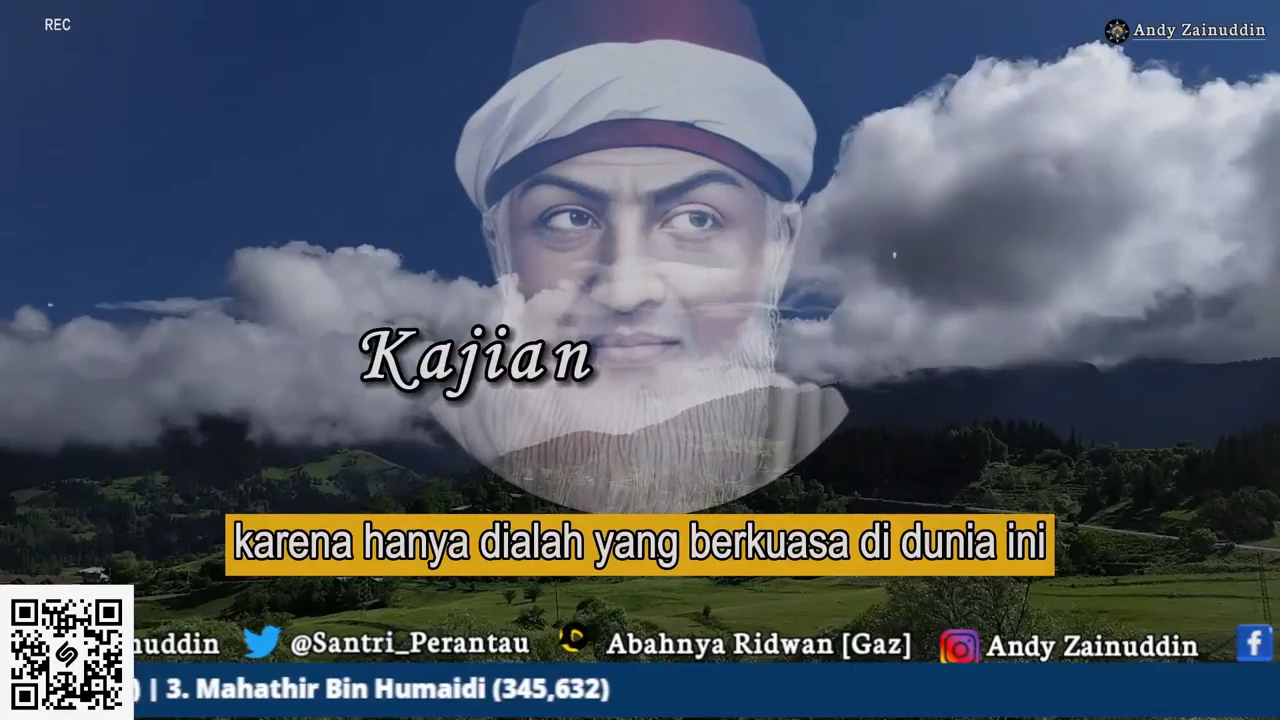 REC
Andy Zainuddin
Kajian
karena hanya dialah yang berkuasa di dunia ini
nuddin @Santri_Perantau Abahnya Ridwan [Gaz] Andy Zainuddin
) | 3. Mahathir Bin Humaidi (345,632)